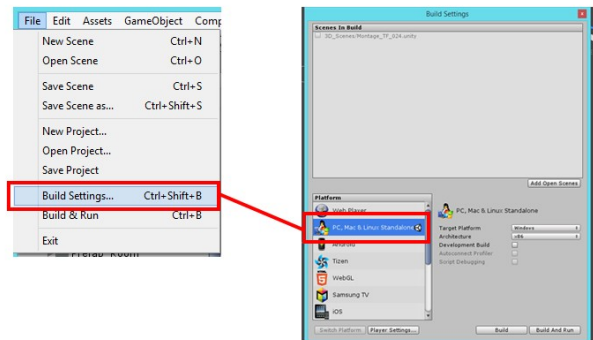 File Edit Assets GameObject Comp
New Scene Ctrl+N
Open Scene Ctrl+O
Save Scene Ctrl+S
Save Scene as... Ctrl+Shift+S
New Project...
Open Project...
Save Project
Build Settings... Ctrl+Shift+B
Build & Run Ctrl+B
Exit
Prefab_Room
Build Settings
Scenes In Build
3D_Scenes/Montage_TF_024.unity
Add Open Scenes
Platform
Web Player
PC, Mac & Linux Standalone
Android
Tizen
WebGL
Samsung TV
iOS
PC, Mac & Linux Standalone
Target Platform Windows
Architecture x86
Development Build
Autoconnect Profiler
Script Debugging
Switch Platform Player Settings...
Build Build And Run